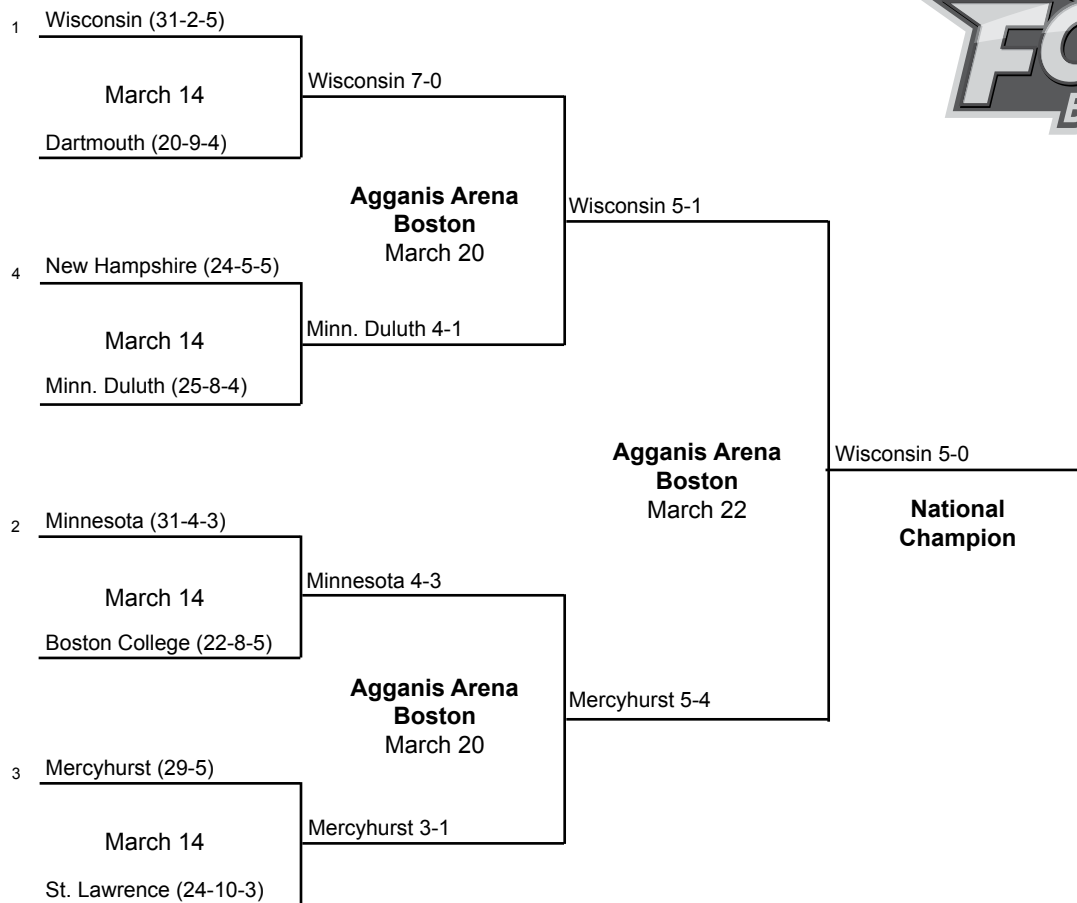 1 Wisconsin (31-2-5)
March 14
Dartmouth (20-9-4)
Wisconsin 7-0
4 New Hampshire (24-5-5)
March 14
Minn. Duluth (25-8-4)
Minn. Duluth 4-1
Agganis Arena
Boston
March 20
Wisconsin 5-1
2 Minnesota (31-4-3)
March 14
Boston College (22-8-5)
Minnesota 4-3
3 Mercyhurst (29-5)
March 14
St. Lawrence (24-10-3)
Mercyhurst 3-1
Agganis Arena
Boston
March 20
Mercyhurst 5-4
Agganis Arena
Boston
March 22
Wisconsin 5-0
National
Champion